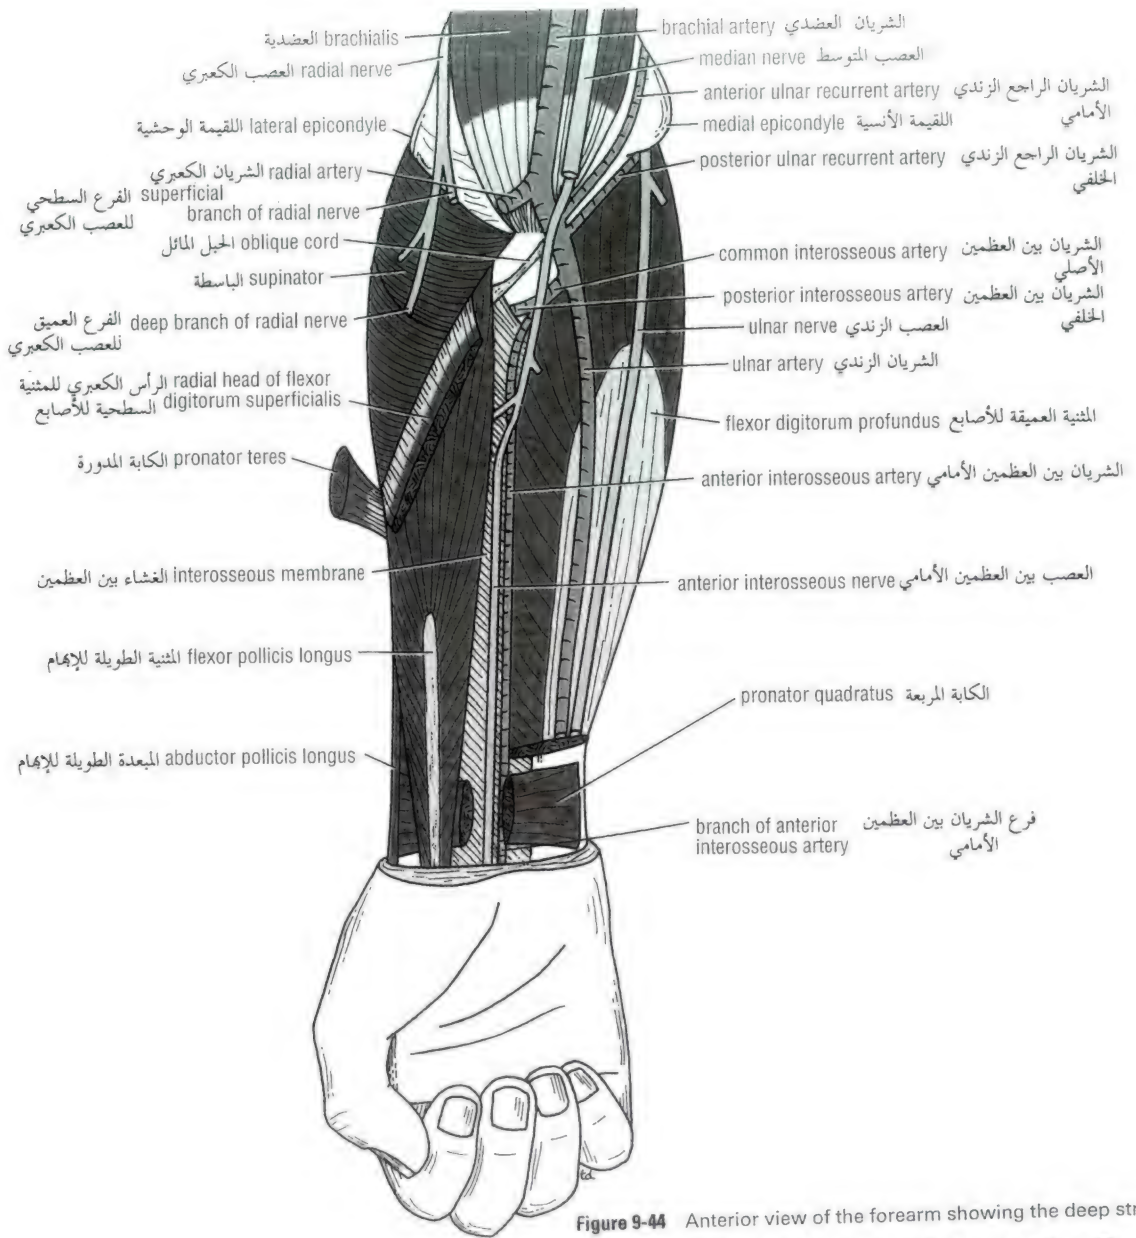 brachialis العضدية
radial nerve العصب الكعبري
lateral epicondyle اللقيمة الوحشية
radial artery الشريان الكعبري
superficial الفرع السطحي
branch of radial nerve للعصب الكعبري
oblique cord الحبل المائل
supinator الباسطة
deep branch of radial nerve الفرع العميق
للعصب الكعبري
radial head of flexor الرأس الكعبري للمثنية
digitorum superficialis السطحية للأصابع
pronator teres الكابة المدورة
interosseous membrane الغشاء بين العظمين
flexor pollicis longus المثنية الطويلة للإبهام
abductor pollicis longus المبعدة الطويلة للإبهام
brachial artery الشريان العضدي
median nerve العصب المتوسط
anterior ulnar recurrent artery الشريان الراجع الزندي
الأمامي
medial epicondyle اللقيمة الأنسية
posterior ulnar recurrent artery الشريان الراجع الزندي
الخلفي
common interosseous artery الشريان بين العظمين
الأصلي
posterior interosseous artery الشريان بين العظمين
الخلفي
ulnar nerve العصب الزندي
ulnar artery الشريان الزندي
flexor digitorum profundus المثنية العميقة للأصابع
anterior interosseous artery الشريان بين العظمين الأمامي
anterior interosseous nerve العصب بين العظمين الأمامي
pronator quadratus الكابة المربعة
branch of anterior فرع الشريان بين العظمين
interosseous artery الأمامي
td
Figure 9-44 Anterior view of the forearm showing the deep str